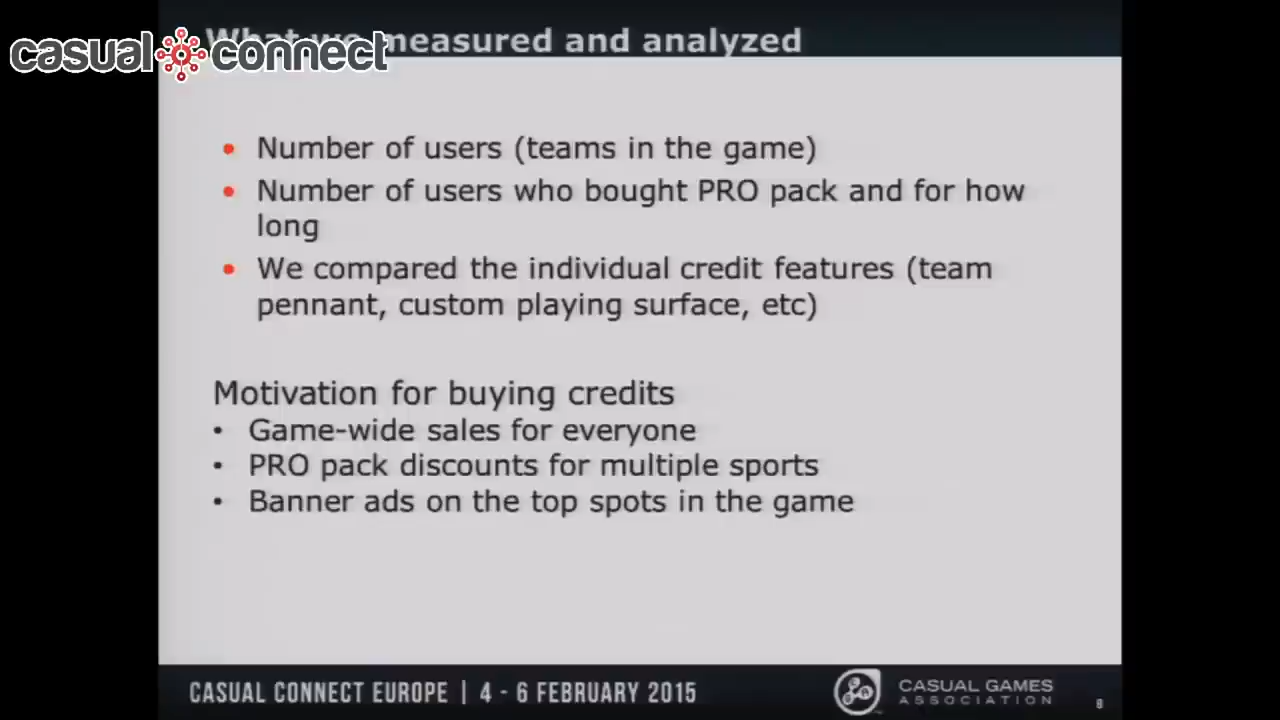 What we measured and analyzed
casual connect
• Number of users (teams in the game)
• Number of users who bought PRO pack and for how
long
• We compared the individual credit features (team
pennant, custom playing surface, etc)
Motivation for buying credits
• Game-wide sales for everyone
• PRO pack discounts for multiple sports
• Banner ads on the top spots in the game
CASUAL CONNECT EUROPE | 4 - 6 FEBRUARY 2015
CASUAL GAMES
ASSOCIATION
8